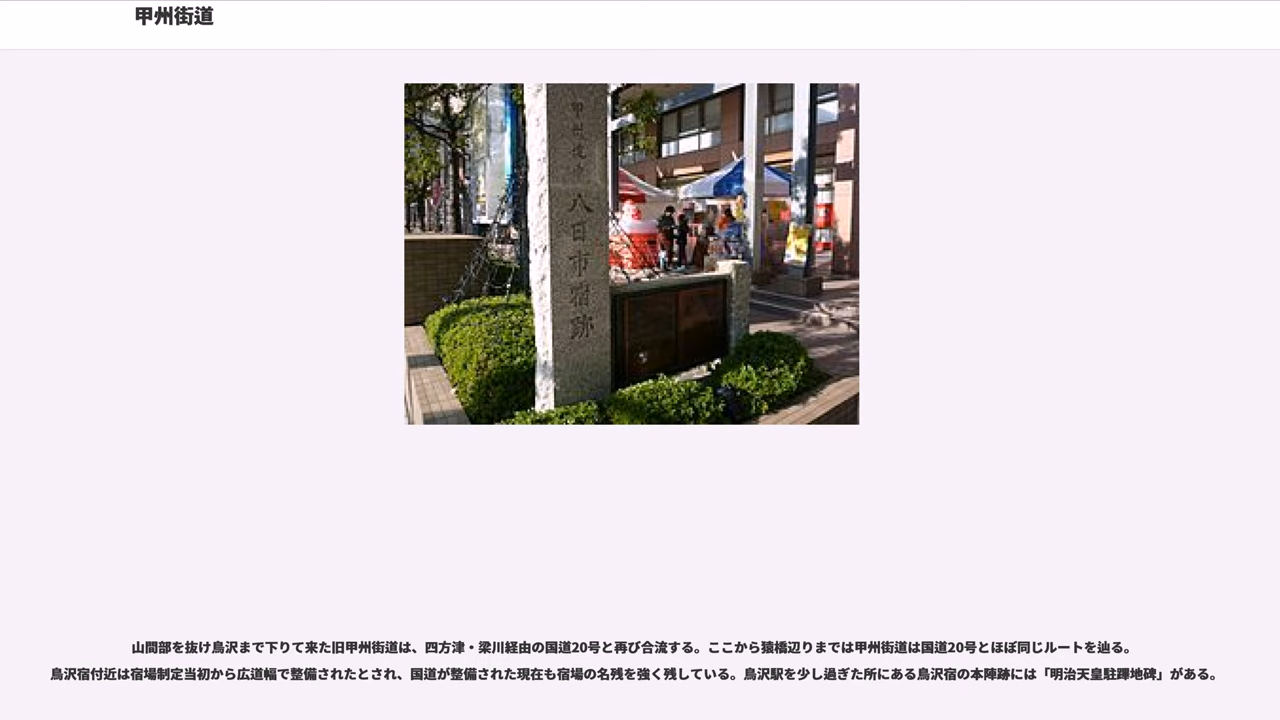 甲州街道
甲州街道
八日市宿跡
山間部を抜け鳥沢まで下りて来た旧甲州街道は、四方津・梁川経由の国道20号と再び合流する。ここから猿橋辺りまでは甲州街道は国道20号とほぼ同じルートを辿る。
鳥沢宿付近は宿場制定当初から広道幅で整備されたとされ、国道が整備された現在も宿場の名残を強く残している。鳥沢駅を少し過ぎた所にある鳥沢宿の本陣跡には「明治天皇駐蹕地碑」がある。